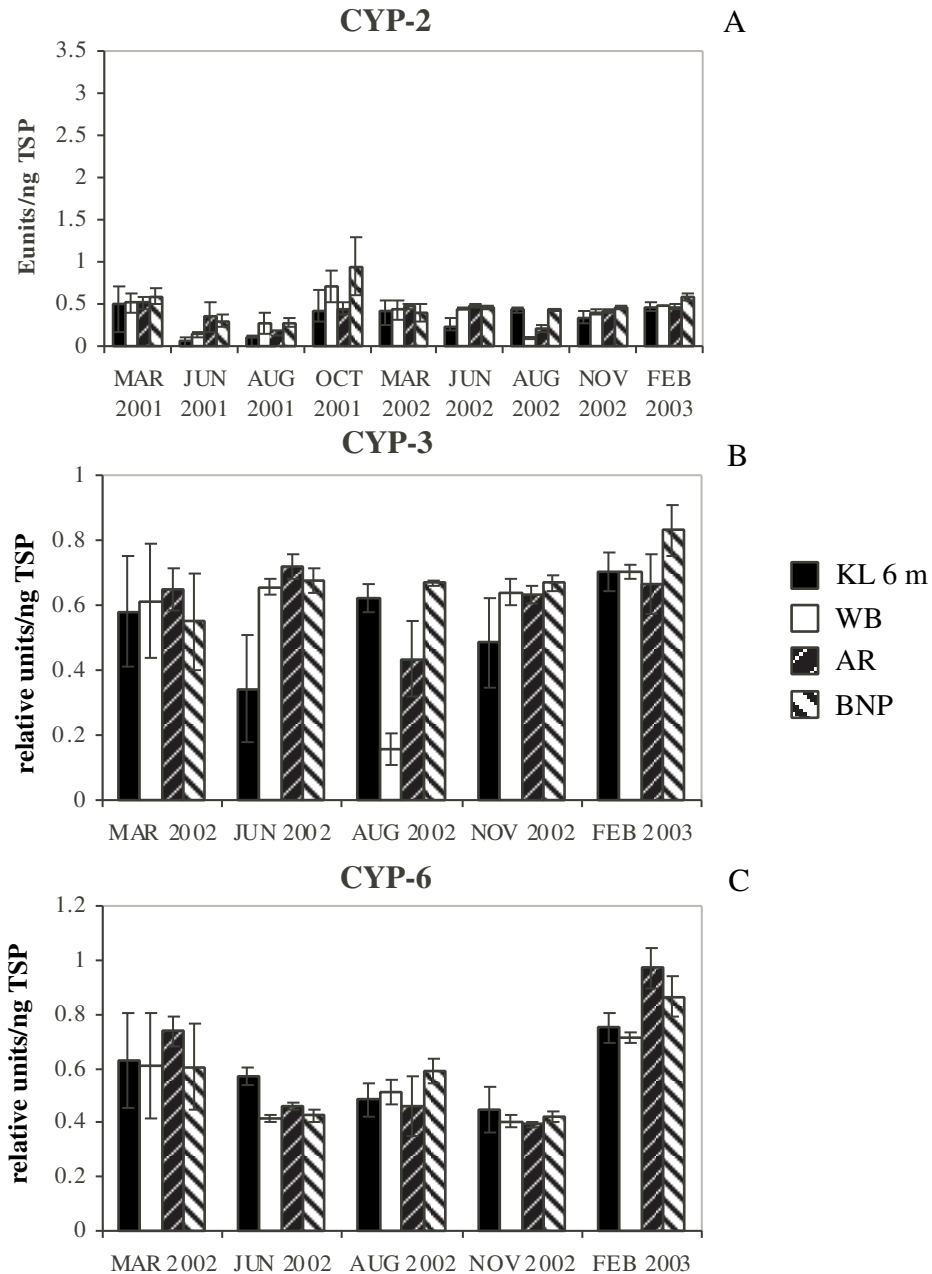 CYP-2
A
3.5
3
2.5
2
1.5
1
0.5
0
Eunits/ng TSP
MAR JUN AUG OCT MAR JUN AUG NOV FEB
2001 2001 2001 2001 2002 2002 2002 2002 2003
CYP-3
B
1
0.8
0.6
0.4
0.2
0
relative units/ng TSP
MAR 2002 JUN 2002 AUG 2002 NOV 2002 FEB 2003
KL 6 m
WB
AR
BNP
CYP-6
C
1.2
1
0.8
0.6
0.4
0.2
0
relative units/ng TSP
MAR 2002 JUN 2002 AUG 2002 NOV 2002 FEB 2003